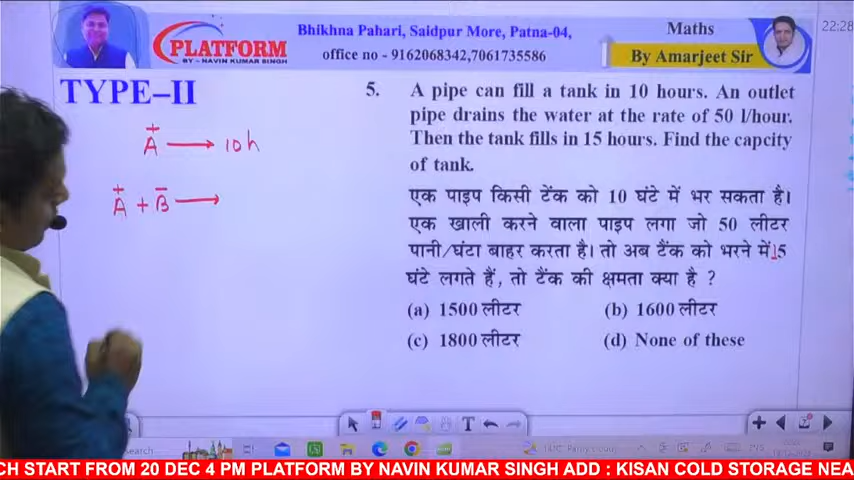 PLATFORM
BY - NAVIN KUMAR SINGH
Bhikhna Pahari, Saidpur More, Patna-04,
office no - 9162068342,7061735586
Maths
By Amarjeet Sir
22:28
TYPE–II
A → 10h
A + B →
5. A pipe can fill a tank in 10 hours. An outlet
pipe drains the water at the rate of 50 l/hour.
Then the tank fills in 15 hours. Find the capcity
of tank.
एक पाइप किसी टेंक को 10 घंटे में भर सकता है।
एक खाली करने वाला पाइप लगा जो 50 लीटर
पानी/घंटा बाहर करता है। तो अब टैंक को भरने में 15
घंटे लगते हैं, तो टैंक की क्षमता क्या है ?
(a) 1500 लीटर
(b) 1600 लीटर
(c) 1800 लीटर
(d) None of these
T
CH START FROM 20 DEC 4 PM PLATFORM BY NAVIN KUMAR SINGH ADD : KISAN COLD STORAGE NEA